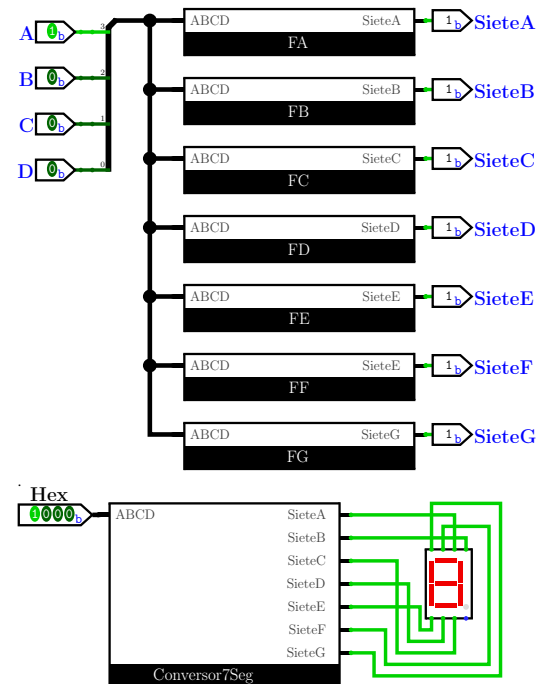 A 1b 3
B 0b 2
C 0b 1
D 0b 0
ABCD SieteA
FA
1b SieteA
ABCD SieteB
FB
1b SieteB
ABCD SieteC
FC
1b SieteC
ABCD SieteD
FD
1b SieteD
ABCD SieteE
FE
1b SieteE
ABCD SieteE
FF
1b SieteF
ABCD SieteG
FG
1b SieteG
Hex
1000b
ABCD SieteA
SieteB
SieteC
SieteD
SieteE
SieteF
SieteG
Conversor7Seg
8